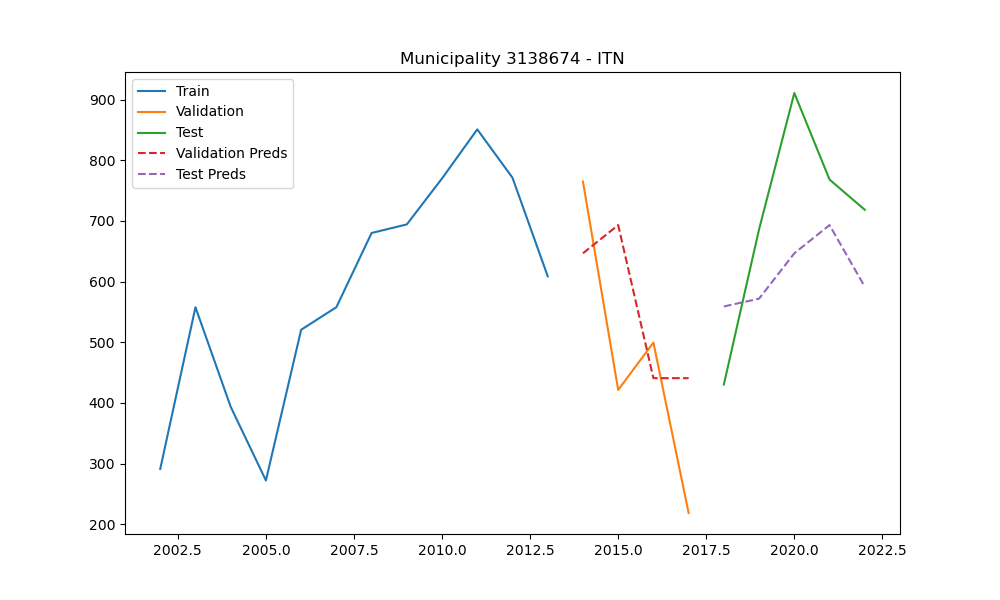 Municipality 3138674 - ITN
Train
Validation
Test
Validation Preds
Test Preds
900
800
700
600
500
400
300
200
2002.5 2005.0 2007.5 2010.0 2012.5 2015.0 2017.5 2020.0 2022.5